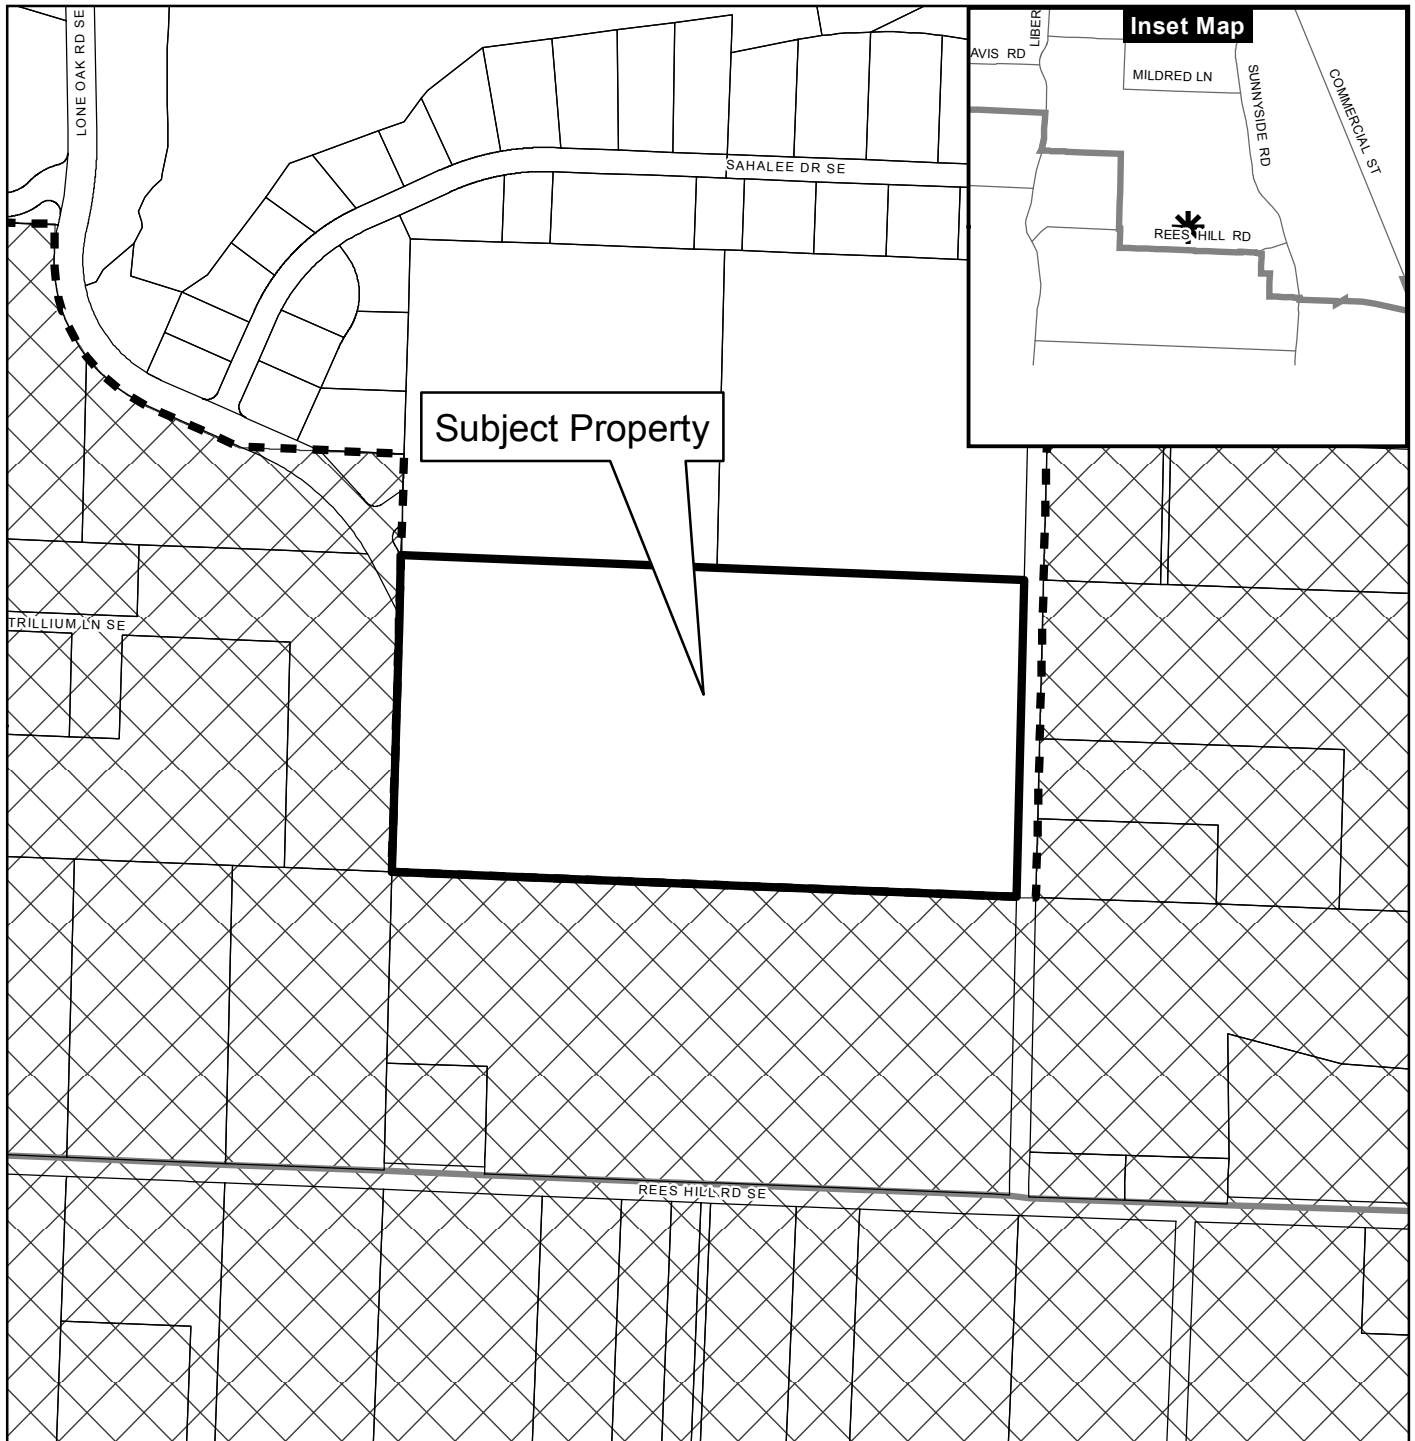 LONE OAK RD SE
SAHALEE DR SE
Inset Map
LIBER
AVIS RD
MILDRED LN
SUNNYSIDE RD
COMMERCIAL ST
REES HILL RD
Subject Property
TRILLIUM LN SE
REES HILL RD SE